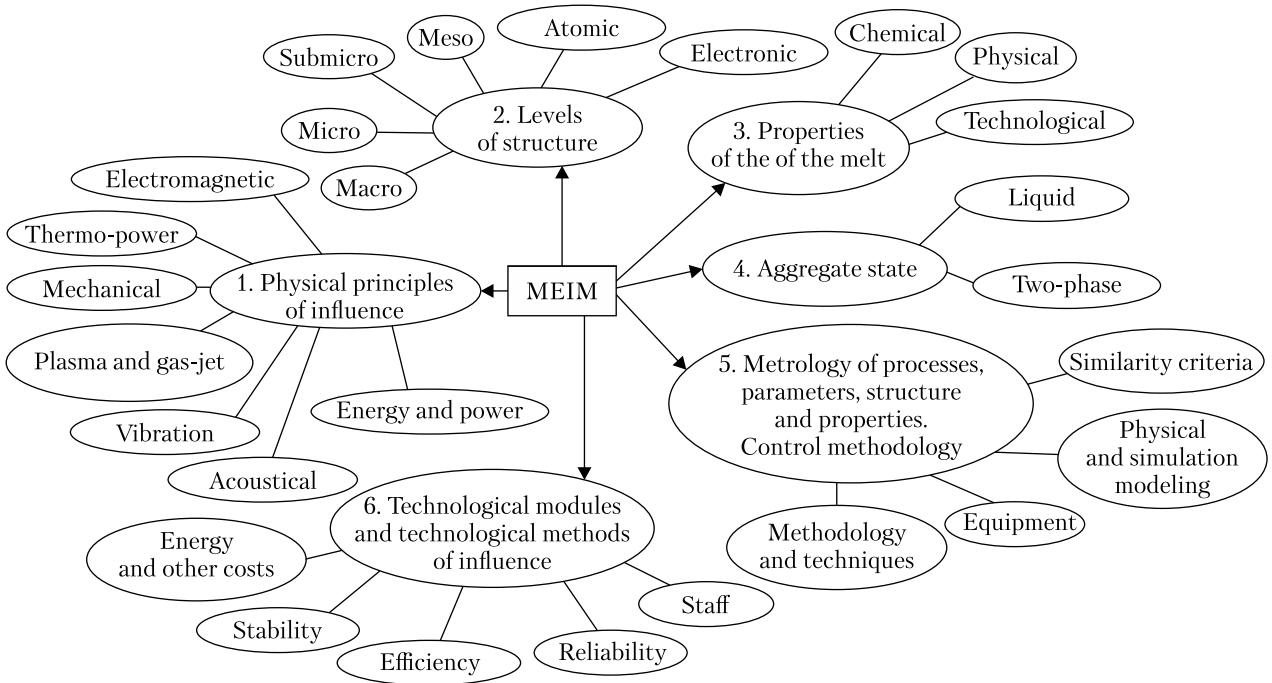 Submicro
Meso
Atomic
Electronic
Micro
Macro
2. Levels
of structure
Chemical
Physical
Technological
3. Properties
of the of the melt
Electromagnetic
Thermo-power
Mechanical
Plasma and gas-jet
Vibration
Acoustical
Energy and power
1. Physical principles
of influence
MEIM
4. Aggregate state
Liquid
Two-phase
5. Metrology of processes,
parameters, structure
and properties.
Control methodology
Similarity criteria
Physical
and simulation
modeling
Equipment
Methodology
and techniques
6. Technological modules
and technological methods
of influence
Energy
and other costs
Stability
Efficiency
Reliability
Staff